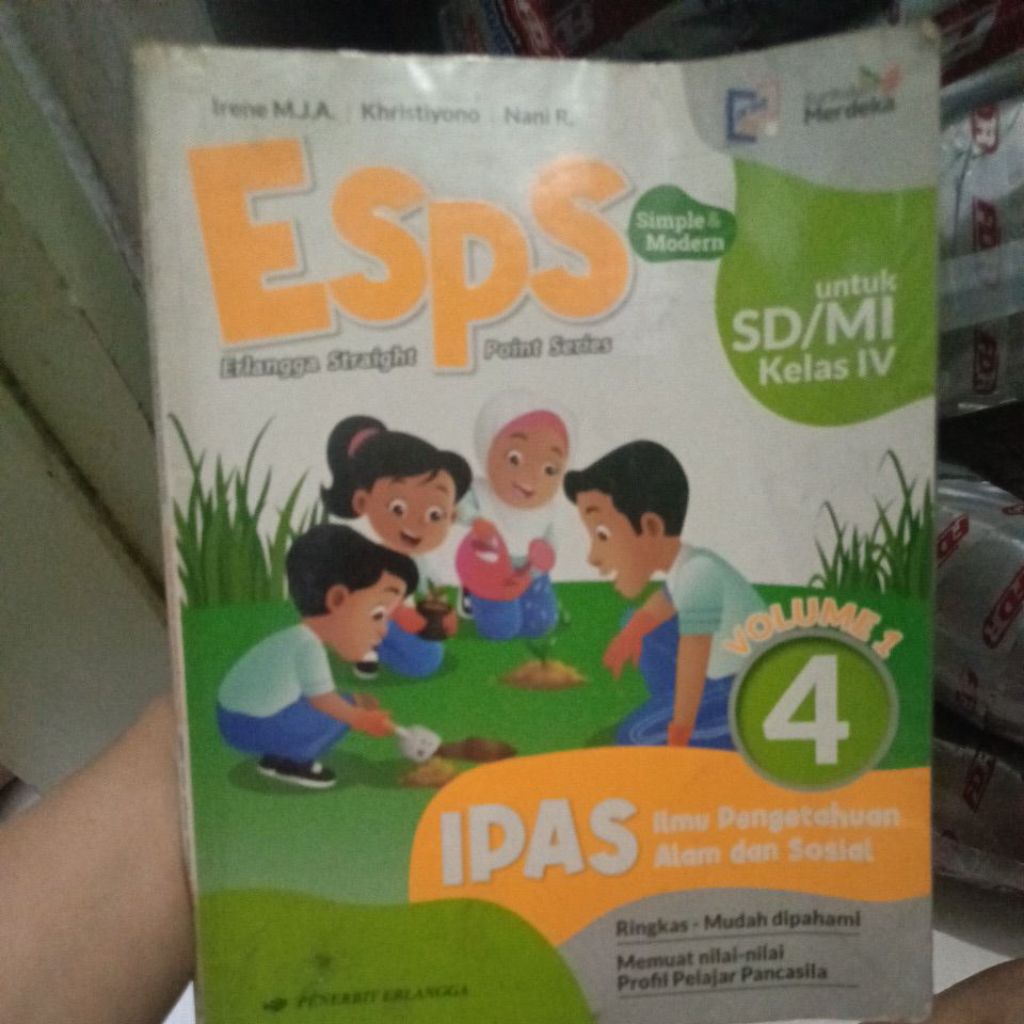 Irene M.J.A. | Khristiyono | Nani R.
Merdeka
ESPS
Simple &
Modern
Erlangga Straight Point Series
untuk
SD/MI
Kelas IV
VOLUME 1
4
IPAS
Ilmu Pengetahuan
Alam dan Sosial
Ringkas - Mudah dipahami
Memuat nilai-nilai
Profil Pelajar Pancasila
PENERBIT ERLANGGA